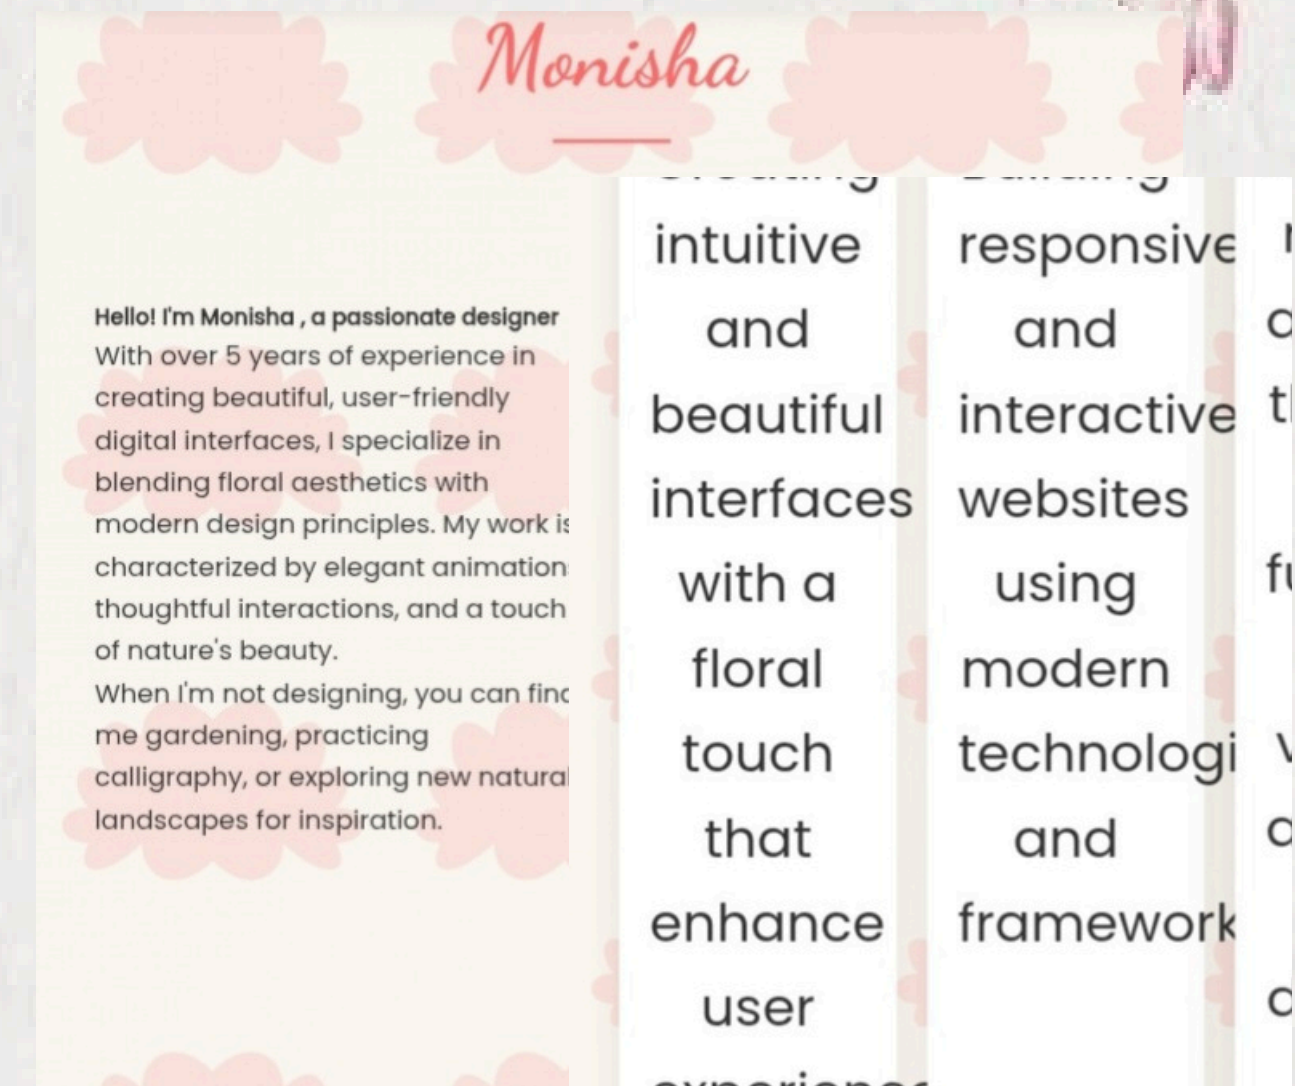 Monisha
Hello! I'm Monisha , a passionate designer
With over 5 years of experience in
creating beautiful, user-friendly
digital interfaces, I specialize in
blending floral aesthetics with
modern design principles. My work is
characterized by elegant animation
thoughtful interactions, and a touch
of nature's beauty.
When I'm not designing, you can find
me gardening, practicing
calligraphy, or exploring new natural
landscapes for inspiration.
intuitive
and
beautiful
interfaces
with a
floral
touch
that
enhance
user
responsive
and
interactive
websites
using
modern
technologi
and
framework